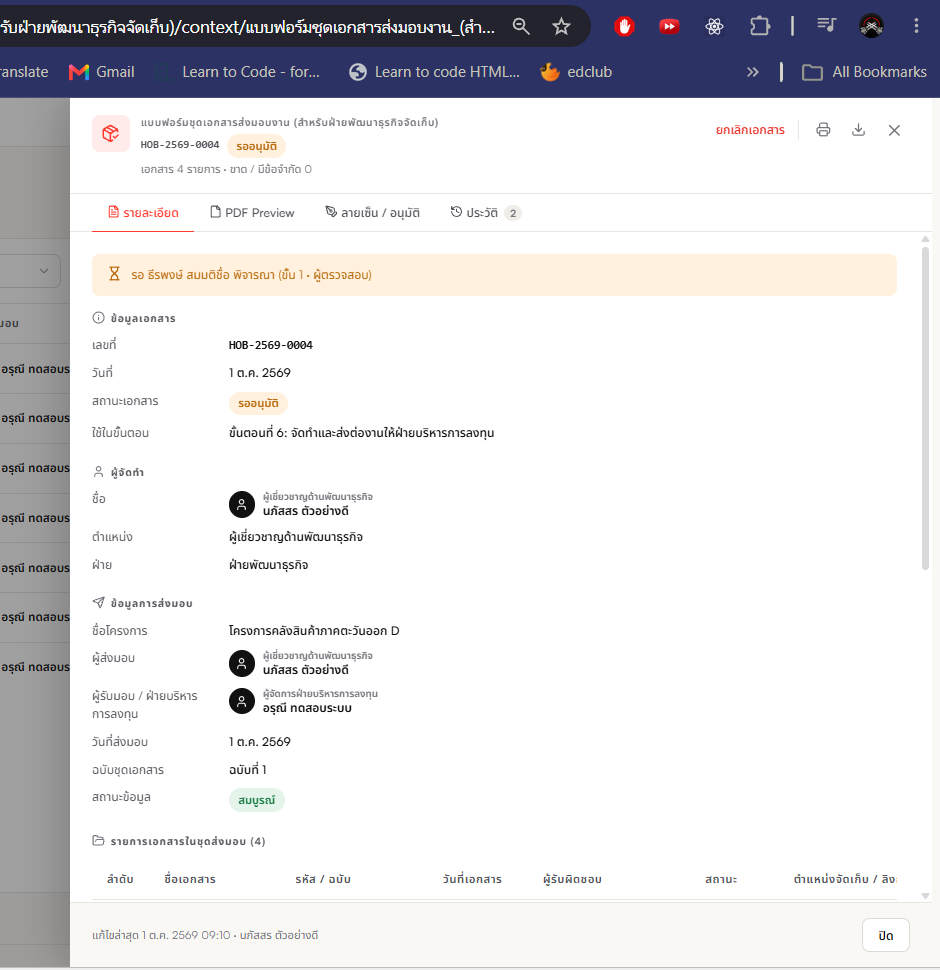 รับฝ่ายพัฒนาธุรกิจจัดเก็บ)/context/แบบฟอร์มชุดเอกสารส่งมอบงาน_(สำ...
ranslate
Gmail
Learn to Code - for...
Learn to code HTML...
edclub
All Bookmarks
แบบฟอร์มชุดเอกสารส่งมอบงาน (สำหรับฝ่ายพัฒนาธุรกิจจัดเก็บ)
HOB-2569-0004 รออนุมัติ
ยกเลิกเอกสาร
เอกสาร 4 รายการ • ขาด / มีข้อจำกัด 0
รายละเอียด PDF Preview ลายเซ็น / อนุมัติ ประวัติ 2
มอบ
อรุณี ทดสอบร
อรุณี ทดสอบร
อรุณี ทดสอบร
อรุณี ทดสอบร
อรุณี ทดสอบร
อรุณี ทดสอบร
อรุณี ทดสอบร
รอ ธีรพงษ์ สมมติชื่อ พิจารณา (ขั้น 1 • ผู้ตรวจสอบ)
ข้อมูลเอกสาร
เลขที่ HOB-2569-0004
วันที่ 1 ต.ค. 2569
สถานะเอกสาร รออนุมัติ
ใช้ในขั้นตอน ขั้นตอนที่ 6: จัดทำและส่งต่องานให้ฝ่ายบริหารการลงทุน
ผู้จัดทำ
ชื่อ ผู้เชี่ยวชาญด้านพัฒนาธุรกิจ
นภัสสร ตัวอย่างดี
ตำแหน่ง ผู้เชี่ยวชาญด้านพัฒนาธุรกิจ
ฝ่าย ฝ่ายพัฒนาธุรกิจ
ข้อมูลการส่งมอบ
ชื่อโครงการ โครงการคลังสินค้าภาคตะวันออก D
ผู้ส่งมอบ ผู้เชี่ยวชาญด้านพัฒนาธุรกิจ
นภัสสร ตัวอย่างดี
ผู้รับมอบ / ฝ่ายบริหาร ผู้จัดการฝ่ายบริหารการลงทุน
การลงทุน อรุณี ทดสอบระบบ
วันที่ส่งมอบ 1 ต.ค. 2569
ฉบับชุดเอกสาร ฉบับที่ 1
สถานะข้อมูล สมบูรณ์
รายการเอกสารในชุดส่งมอบ (4)
ลำดับ ชื่อเอกสาร รหัส / ฉบับ วันที่เอกสาร ผู้รับผิดชอบ สถานะ ตำแหน่งจัดเก็บ / ลิง
แก้ไขล่าสุด 1 ต.ค. 2569 09:10 • นภัสสร ตัวอย่างดี
ปิด